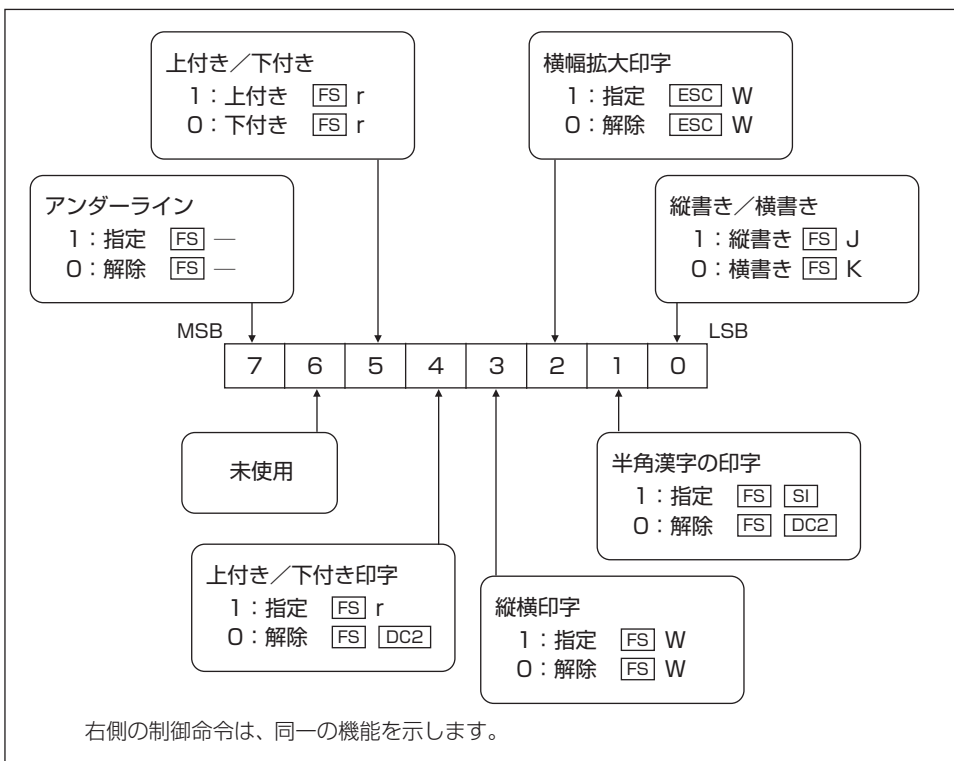 上付き／下付き
1：上付き FS r
0：下付き FS r
横幅拡大印字
1：指定 ESC W
0：解除 ESC W
アンダーライン
1：指定 FS —
0：解除 FS —
縦書き／横書き
1：縦書き FS J
0：横書き FS K
MSB
LSB
7 6 5 4 3 2 1 0
未使用
半角漢字の印字
1：指定 FS SI
0：解除 FS DC2
上付き／下付き印字
1：指定 FS r
0：解除 FS DC2
縦横印字
1：指定 FS W
0：解除 FS W
右側の制御命令は、同一の機能を示します。